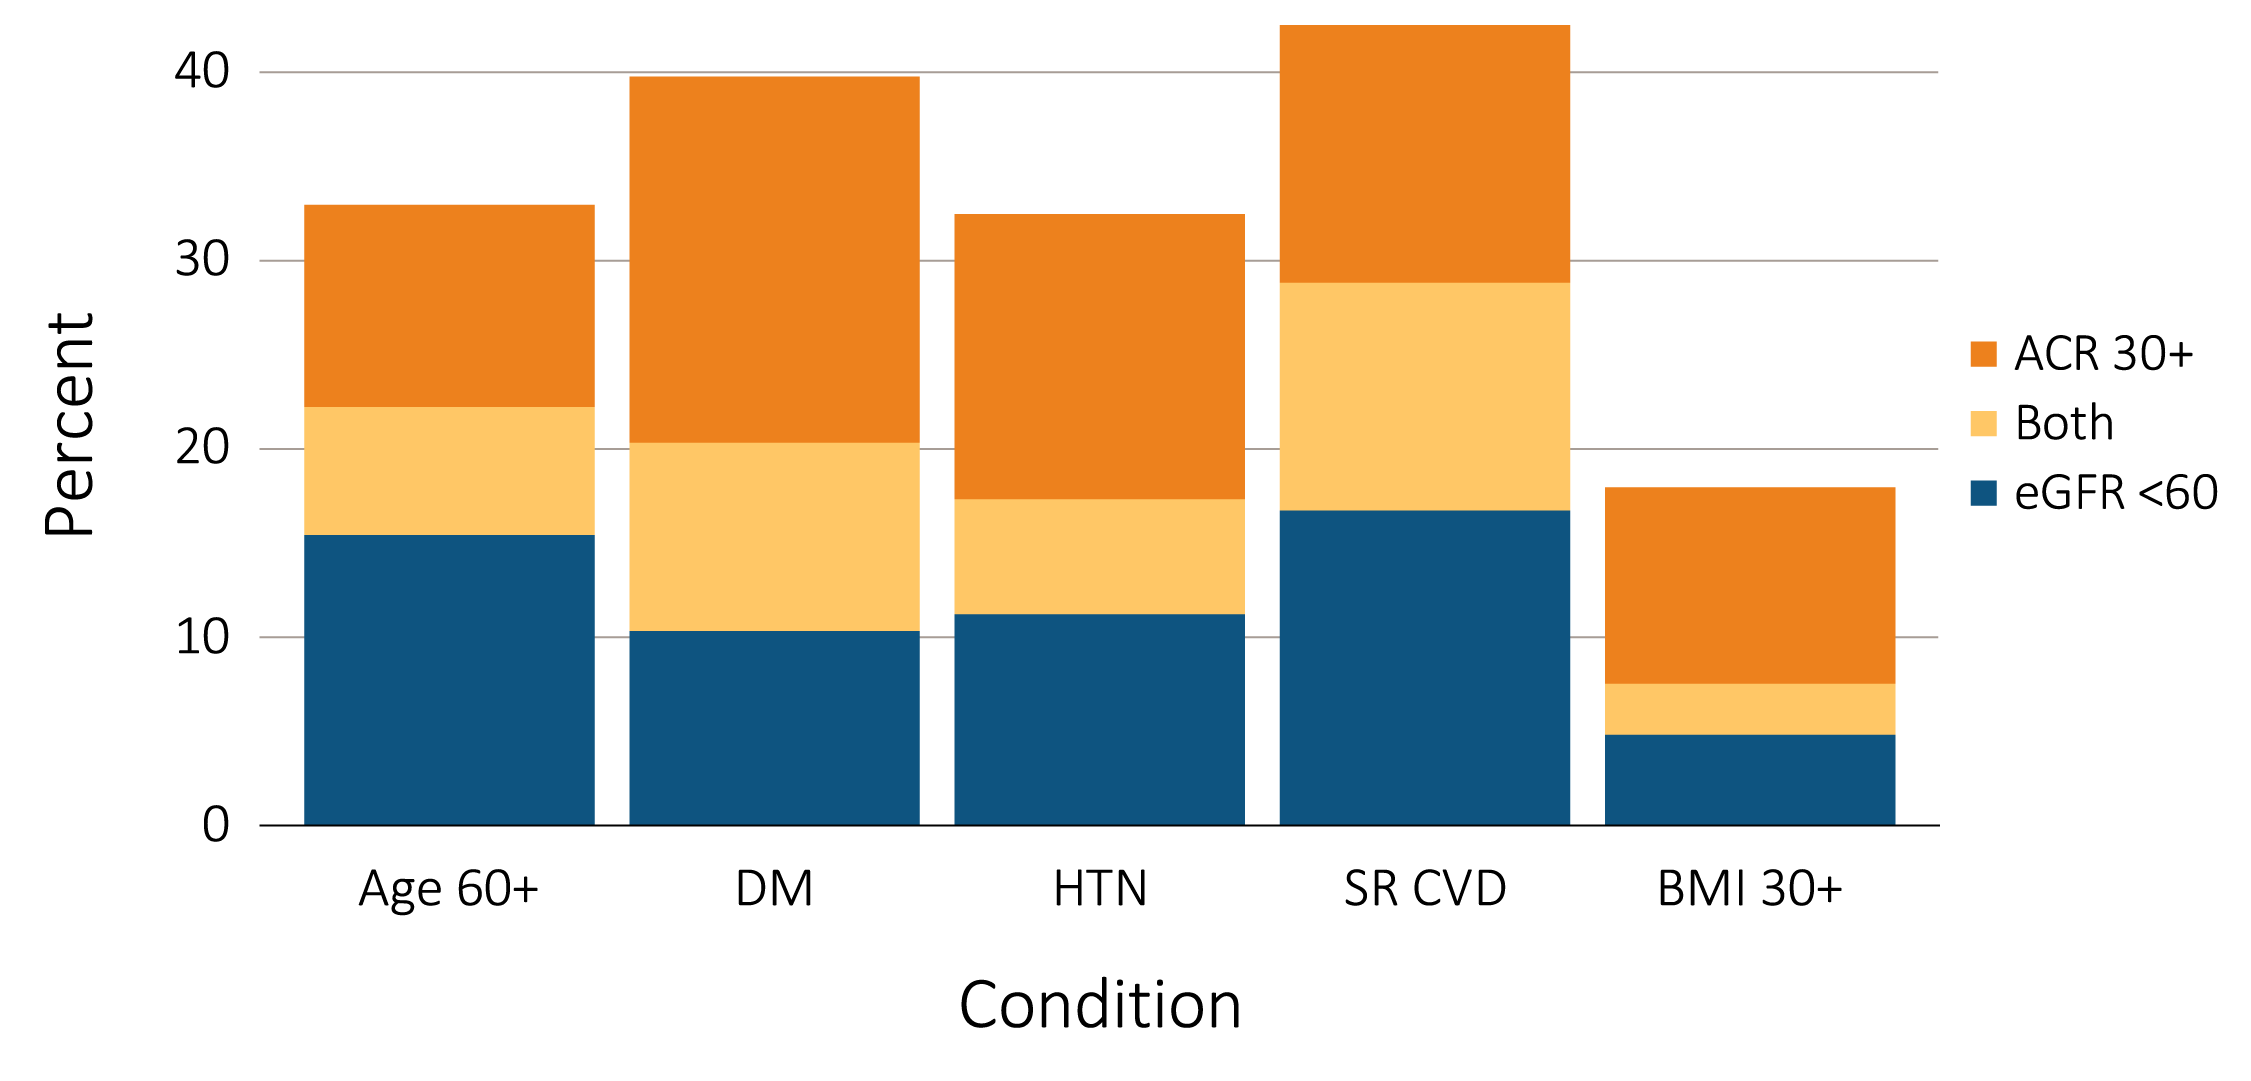 40
30
20
10
0
Percent
Age 60+
DM
HTN
SR CVD
BMI 30+
Condition
ACR 30+
Both
eGFR <60